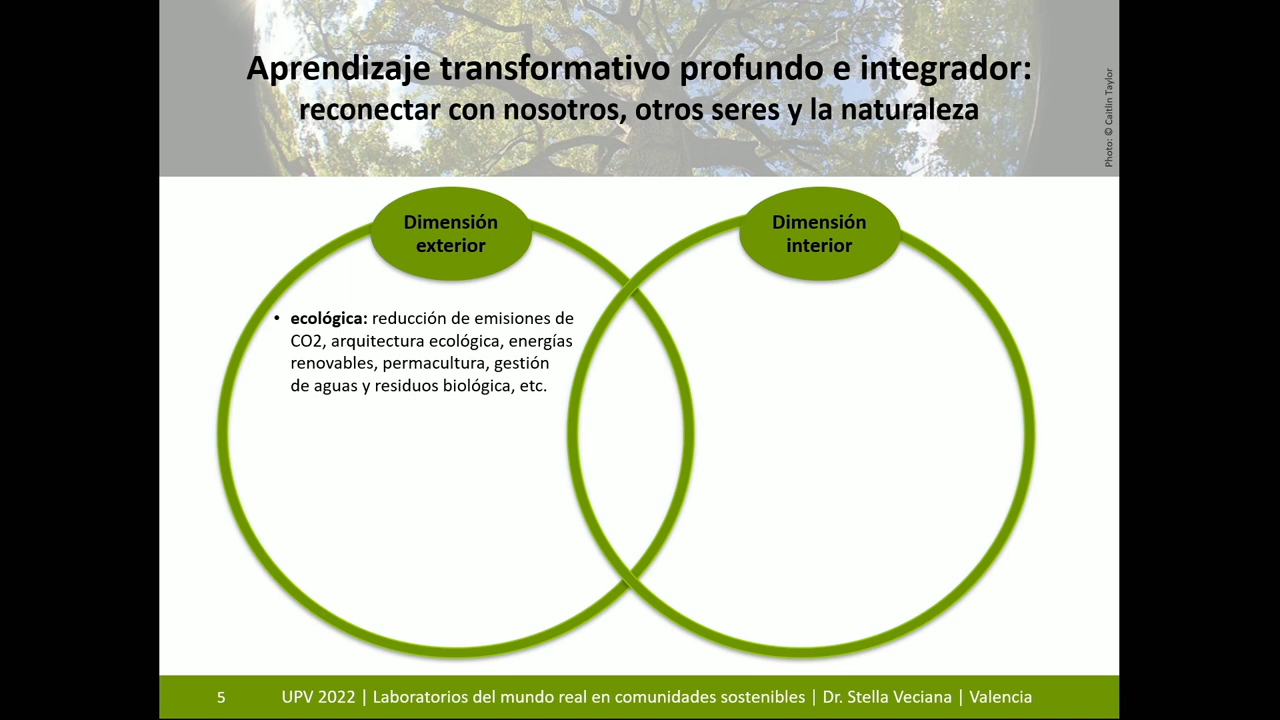 Aprendizaje transformativo profundo e integrador:
reconectar con nosotros, otros seres y la naturaleza
Photo: © Caitlin Taylor
Dimensión
exterior
Dimensión
interior
• ecológica: reducción de emisiones de
CO2, arquitectura ecológica, energías
renovables, permacultura, gestión
de aguas y residuos biológica, etc.
5
UPV 2022 | Laboratorios del mundo real en comunidades sostenibles | Dr. Stella Veciana | Valencia